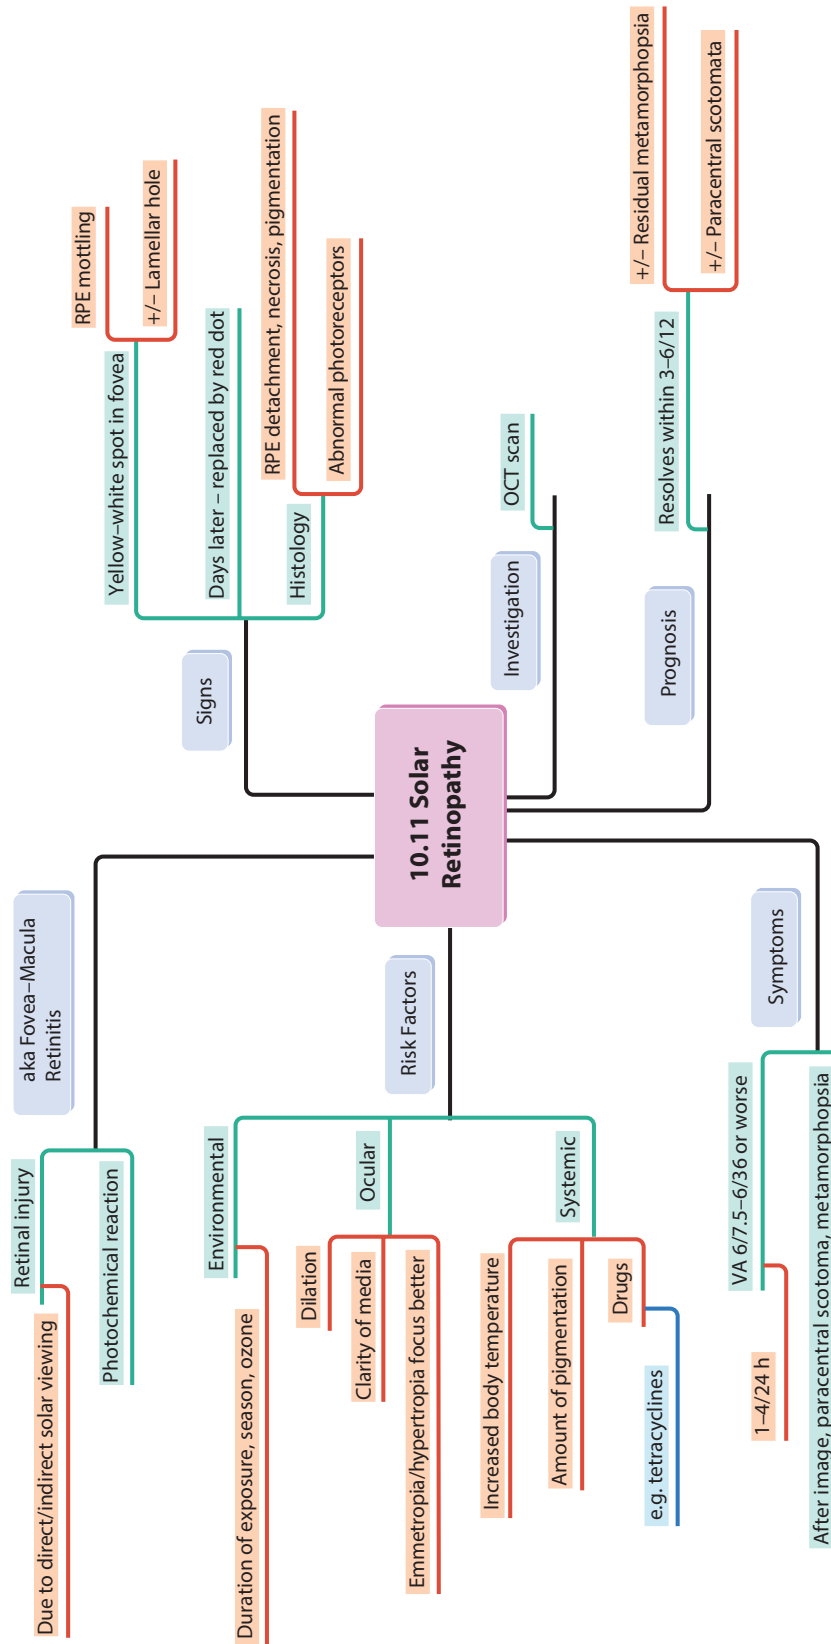 10.11 Solar
Retinopathy
aka Fovea–Macula
Retinitis
Retinal injury
Due to direct/indirect solar viewing
Photochemical reaction
Risk Factors
Environmental
Duration of exposure, season, ozone
Ocular
Dilation
Clarity of media
Emmetropia/hypertropia focus better
Systemic
Increased body temperature
Amount of pigmentation
Drugs
e.g. tetracyclines
Symptoms
VA 6/7.5–6/36 or worse
1–4/24 h
After image, paracentral scotoma, metamorphopsia
Signs
Yellow–white spot in fovea
RPE mottling
+/– Lamellar hole
Days later – replaced by red dot
Histology
RPE detachment, necrosis, pigmentation
Abnormal photoreceptors
Investigation
OCT scan
Prognosis
Resolves within 3–6/12
+/– Residual metamorphopsia
+/– Paracentral scotomata